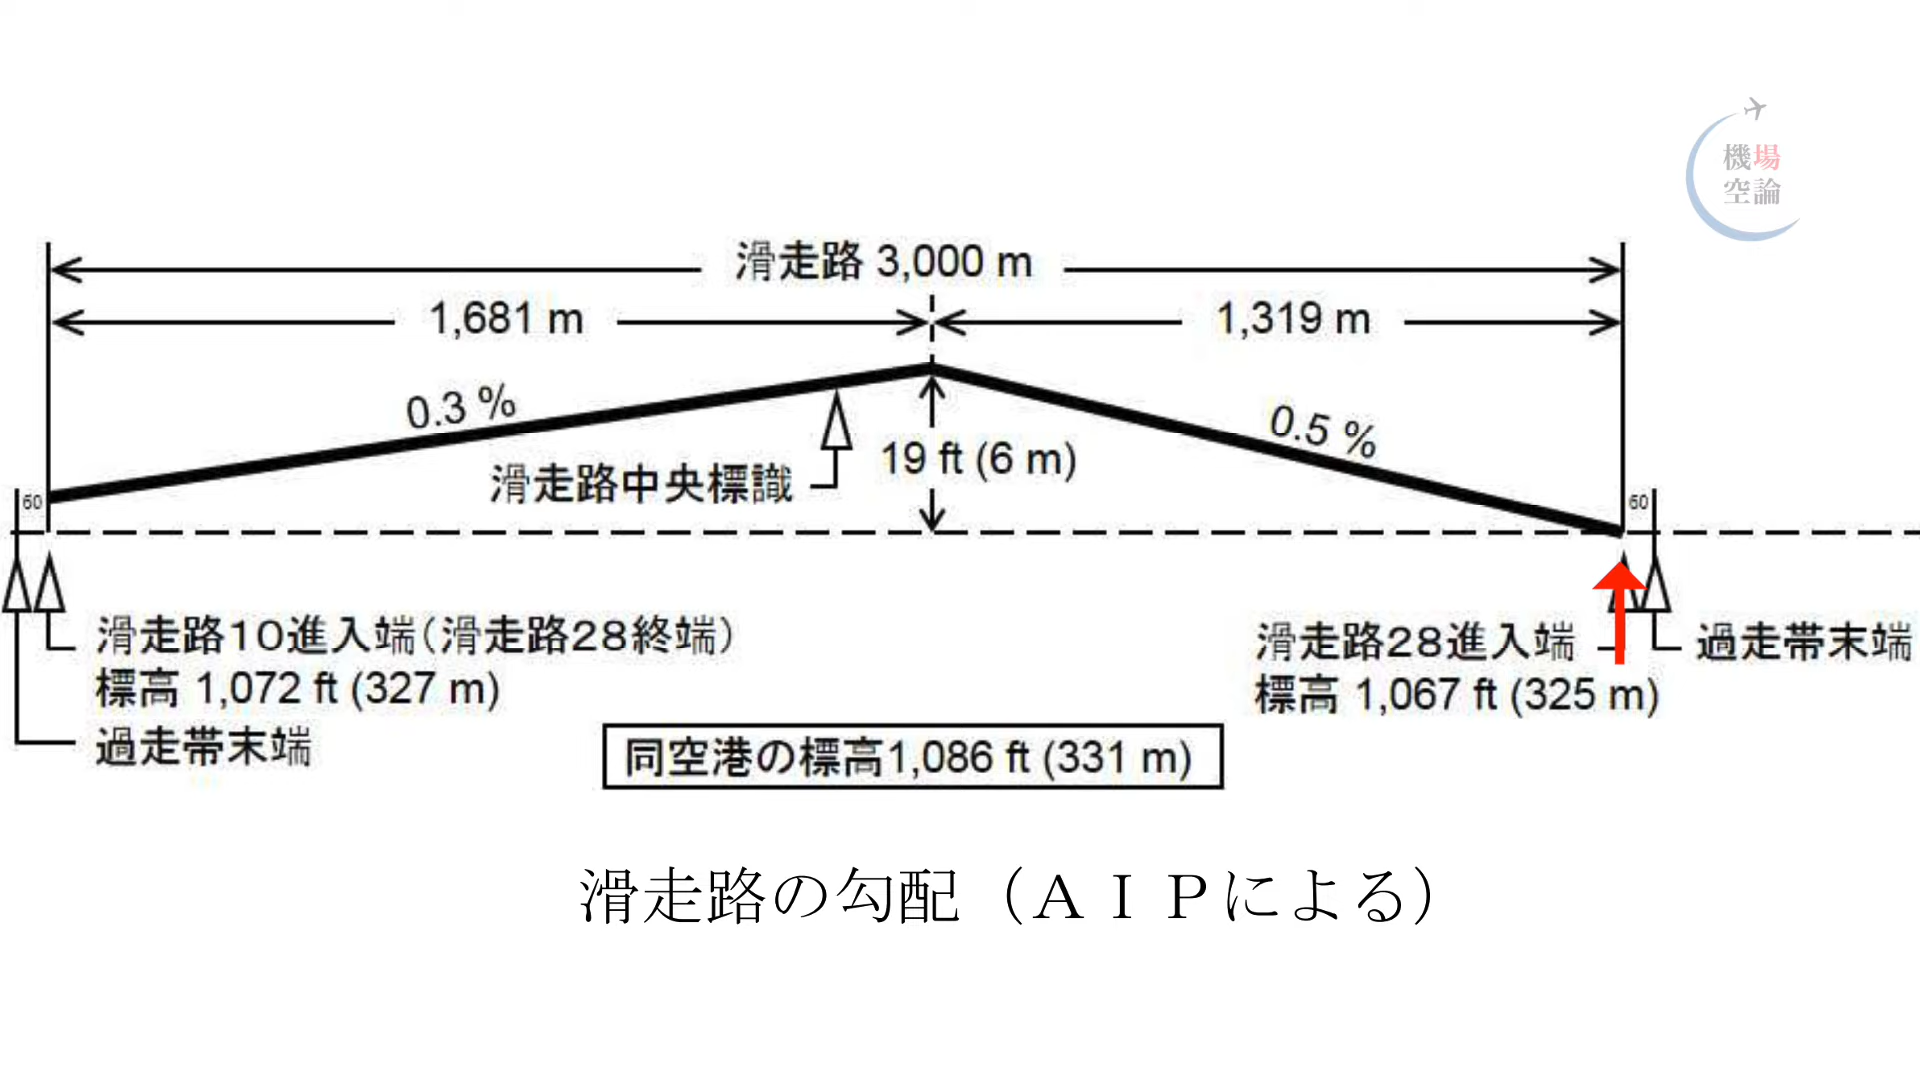 機場
空論
滑走路 3,000 m
1,681 m
1,319 m
0.3 %
0.5 %
19 ft (6 m)
滑走路中央標識
60
60
滑走路10進入端(滑走路28終端)
標高 1,072 ft (327 m)
過走帯末端
滑走路28進入端
標高 1,067 ft (325 m)
過走帯末端
同空港の標高1,086 ft (331 m)
滑走路の勾配（ＡＩＰによる）